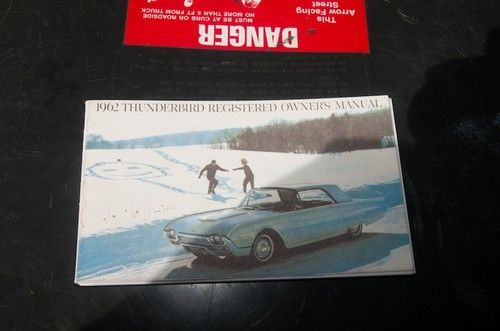 This
Arrow Facing
Street
MUST BE AT CURB OR ROADSIDE
NO MORE THAN 5 FT FROM TRUCK
DANGER
1962 THUNDERBIRD REGISTERED OWNER'S MANUAL